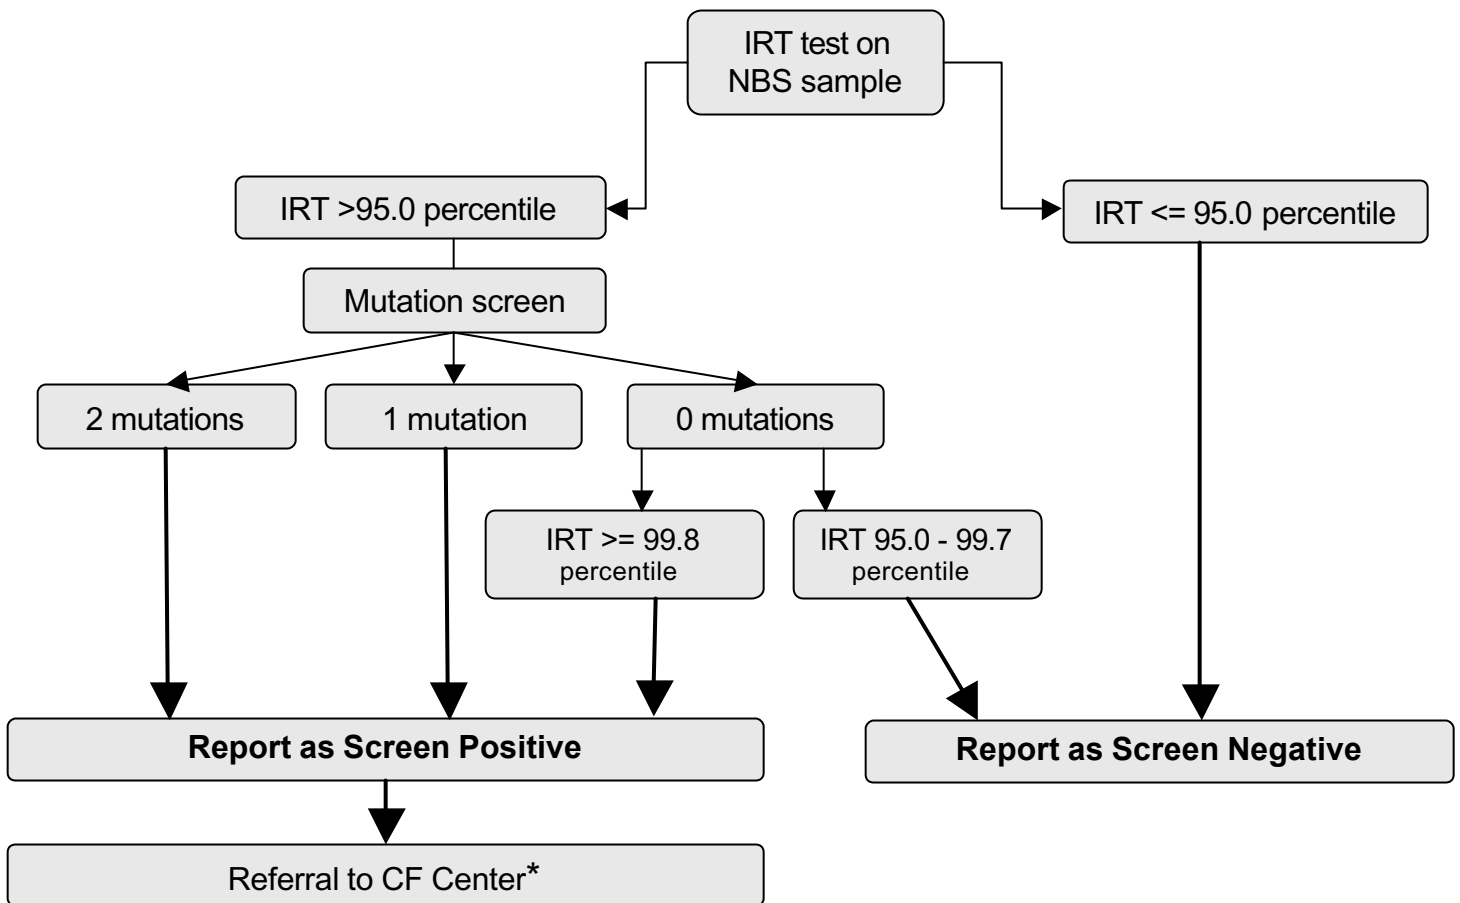 IRT test on
NBS sample
IRT >95.0 percentile
IRT <= 95.0 percentile
Mutation screen
2 mutations
1 mutation
0 mutations
IRT >= 99.8
percentile
IRT 95.0 - 99.7
percentile
Report as Screen Positive
Report as Screen Negative
Referral to CF Center*